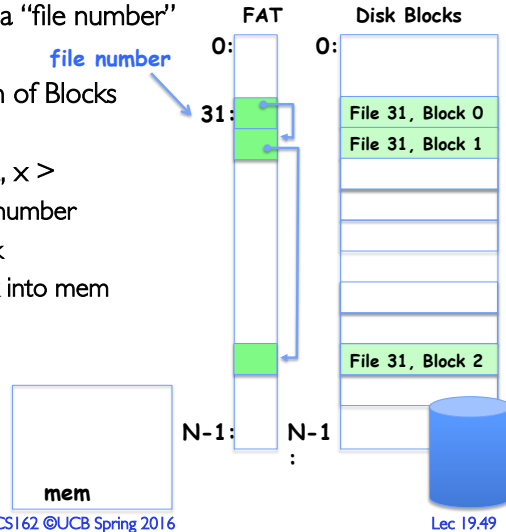 a “file number”
FAT
Disk Blocks
0:
0:
file number
of Blocks
31:
File 31, Block 0
File 31, Block 1
, x >
number
into mem
File 31, Block 2
N-1:
N-1
:
mem
CS162 ©UCB Spring 2016
Lec 19.49